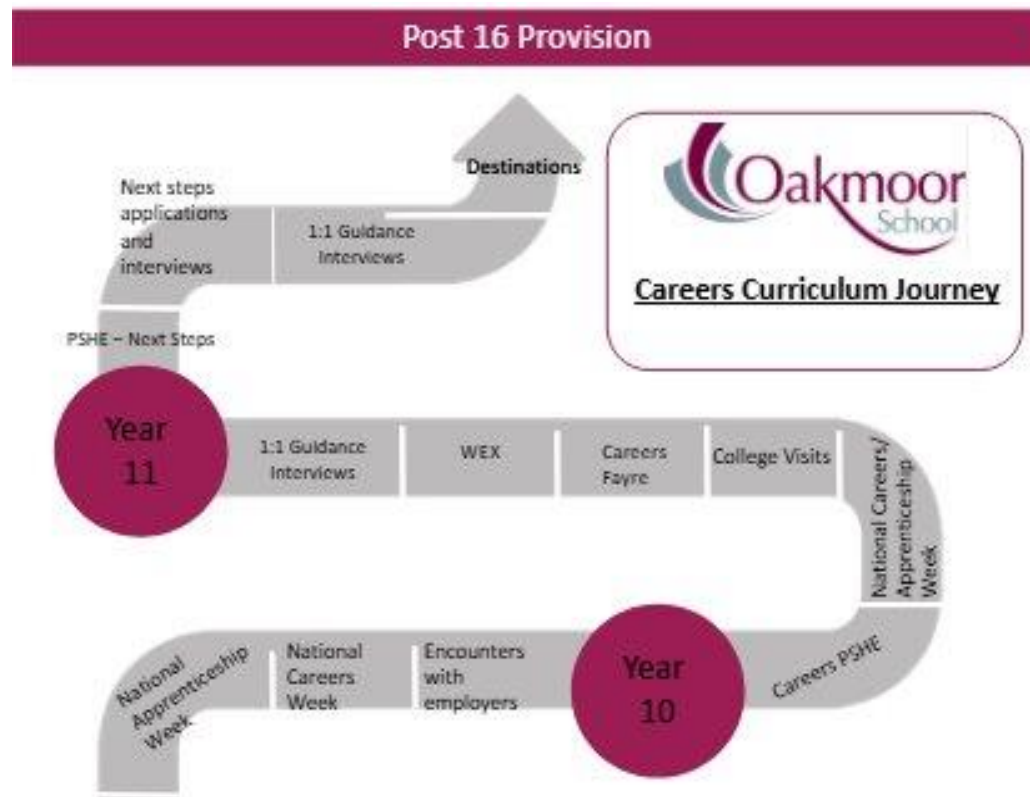 Post 16 Provision
Oakmoor
School
Careers Curriculum Journey
Destinations
Next steps
applications
and
interviews
1:1 Guidance
Interviews
PSHE – Next Steps
Year
11
1:1 Guidance
Interviews
WEX
Careers
Fayre
College Visits
National Careers/
Apprenticeship
Week
National
Apprenticeship
Week
National
Careers
Week
Encounters
with
employers
Year
10
Careers PSHE